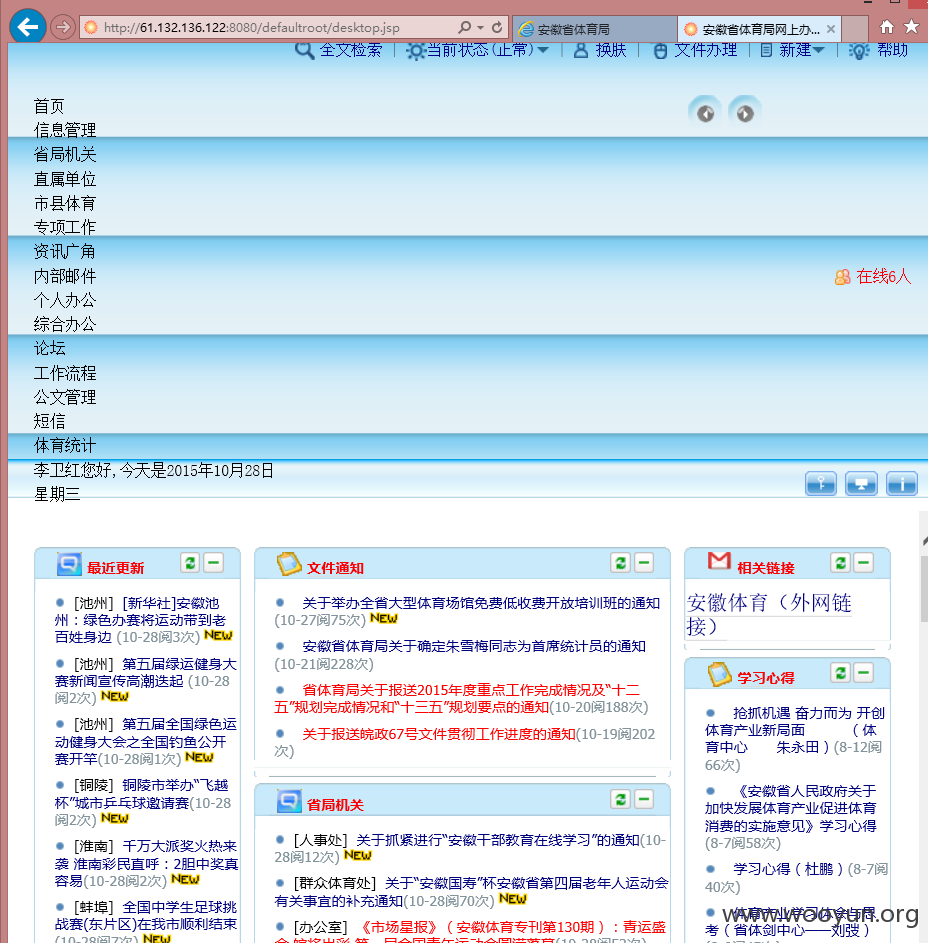 http://61.132.136.122:8080/defaultroot/desktop.jsp
安徽省体育局
安徽省体育局网上办...
全文检索
当前状态(正常)
换肤
文件办理
新建
帮助
首页
信息管理
省局机关
直属单位
市县体育
专项工作
资讯广角
内部邮件
在线6人
个人办公
综合办公
论坛
工作流程
公文管理
短信
体育统计
李卫红您好,今天是2015年10月28日
星期三
最近更新
[池州] [新华社]安徽池
州：绿色办赛将运动带到老
百姓身边 (10-28阅3次) NEW
[池州] 第五届绿运健身大
赛新闻宣传高潮迭起 (10-28
阅2次) NEW
[池州] 第五届全国绿色运
动健身大会之全国钓鱼公开
赛开竿(10-28阅1次) NEW
[铜陵] 铜陵市举办“飞越
杯”城市乒乓球邀请赛(10-28
阅2次) NEW
[淮南] 千万大派奖火热来
袭 淮南彩民直呼：2胆中奖真
容易(10-28阅2次) NEW
[蚌埠] 全国中学生足球挑
战赛(东片区)在我市顺利结束
(10-28阅7次) NEW
文件通知
关于举办全省大型体育场馆免费低收费开放培训班的通知
(10-27阅75次) NEW
安徽省体育局关于确定朱雪梅同志为首席统计员的通知
(10-21阅228次)
省体育局关于报送2015年度重点工作完成情况及“十二
五”规划完成情况和“十三五”规划要点的通知(10-20阅188次)
关于报送皖政67号文件贯彻工作进度的通知(10-19阅202
次)
省局机关
[人事处] 关于抓紧进行“安徽干部教育在线学习”的通知(10-
28阅12次) NEW
[群众体育处] 关于“安徽国寿”杯安徽省第四届老年人运动会
有关事宜的补充通知(10-28阅70次) NEW
[办公室] 《市场星报》（安徽体育专刊第130期）：青运盛
相关链接
安徽体育（外网链
接）
学习心得
抢抓机遇 奋力而为 开创
体育产业新局面 （体
育中心 朱永田）(8-12阅
66次)
《安徽省人民政府关于
加快发展体育产业促进体育
消费的实施意见》学习心得
(8-7阅58次)
学习心得（杜鹏）(8-7阅
40次)
体育产业学习体会与思
考（省体剑中心——刘弢）
www.wooyun.org